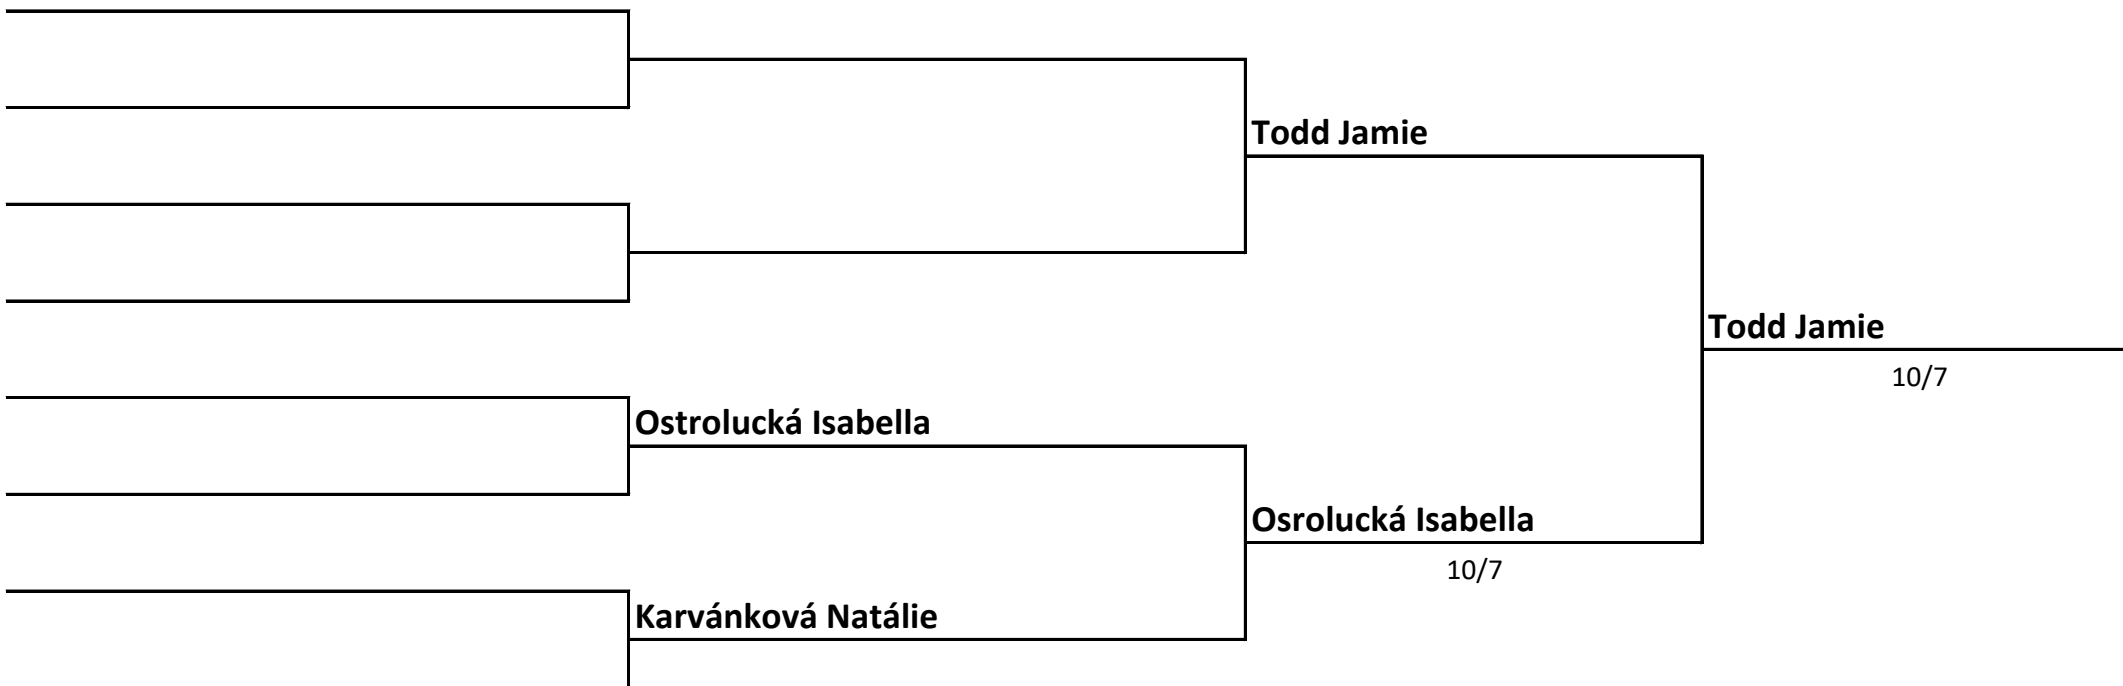 Todd Jamie
Todd Jamie
10/7
Ostrolucká Isabella
Osrolucká Isabella
10/7
Karvánková Natálie